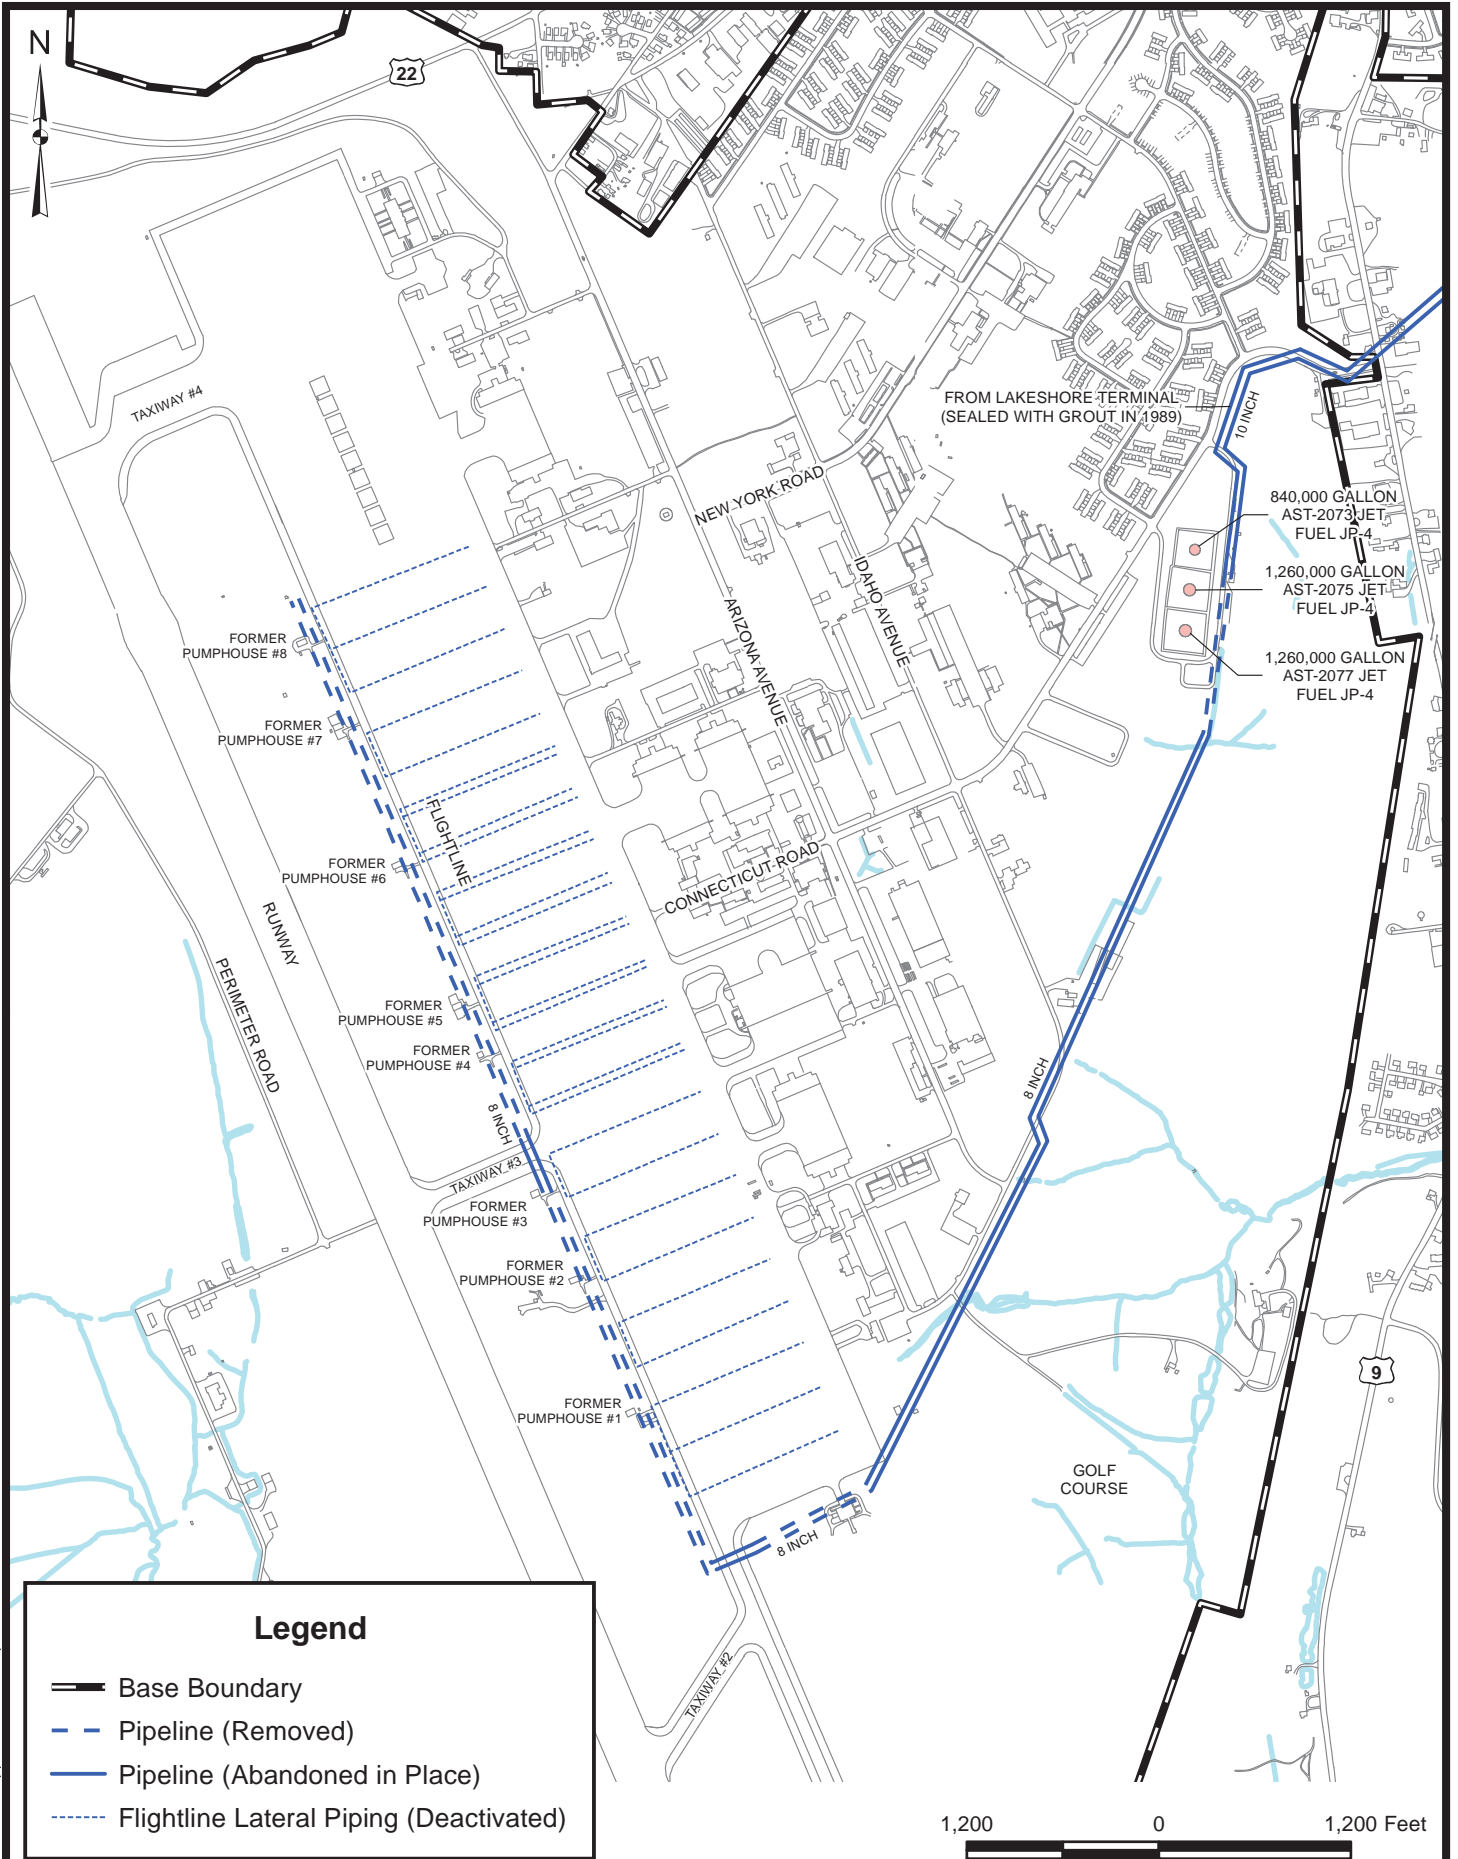 N
22
TAXIWAY #4
FROM LAKESHORE TERMINAL
(SEALED WITH GROUT IN 1989)
10 INCH
NEW YORK ROAD
840,000 GALLON
AST-2073 JET
FUEL JP-4
IDAHO AVENUE
1,260,000 GALLON
AST-2075 JET
FUEL JP-4
ARIZONA AVENUE
FORMER
PUMPHOUSE #8
1,260,000 GALLON
AST-2077 JET
FUEL JP-4
FORMER
PUMPHOUSE #7
FLIGHTLINE
FORMER
PUMPHOUSE #6
CONNECTICUT ROAD
RUNWAY
PERIMETER ROAD
FORMER
PUMPHOUSE #5
FORMER
PUMPHOUSE #4
8 INCH
8 INCH
TAXIWAY #3
FORMER
PUMPHOUSE #3
FORMER
PUMPHOUSE #2
9
FORMER
PUMPHOUSE #1
GOLF
COURSE
8 INCH
TAXIWAY #2
Legend
Base Boundary
Pipeline (Removed)
Pipeline (Abandoned in Place)
Flightline Lateral Piping (Deactivated)
1,200 0 1,200 Feet